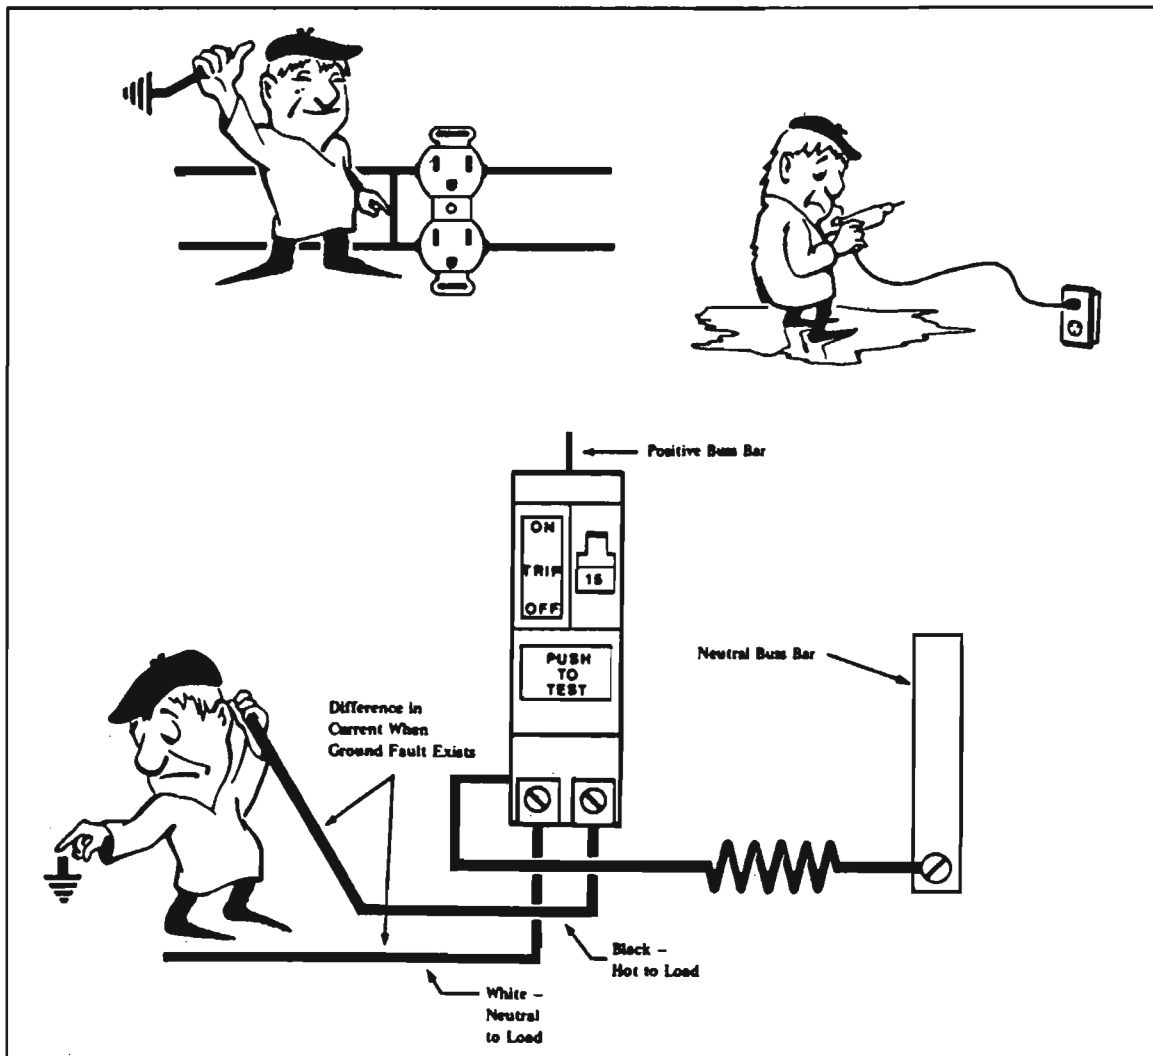 Positive Buss Bar
ON
TRIP
OFF
15
PUSH
TO
TEST
Neutral Buss Bar
Difference in
Current When
Ground Fault Exists
Black –
Hot to Load
White –
Neutral
to Load